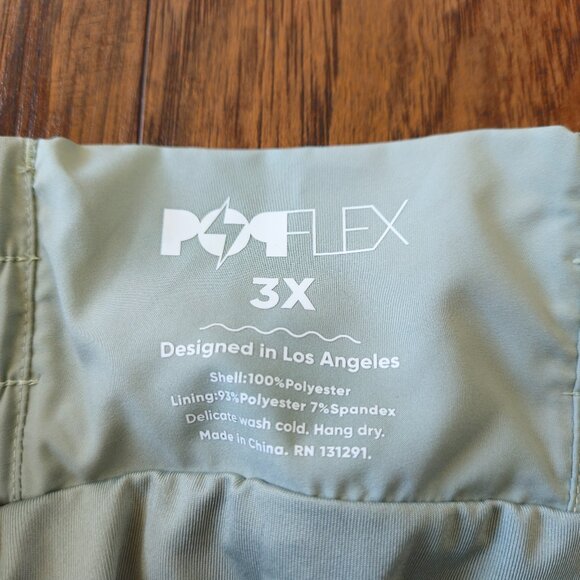 POPFLEX
3X
Designed in Los Angeles
Shell:100%Polyester
Lining:93%Polyester 7%Spandex
Delicate wash cold. Hang dry.
Made in China. RN 131291.